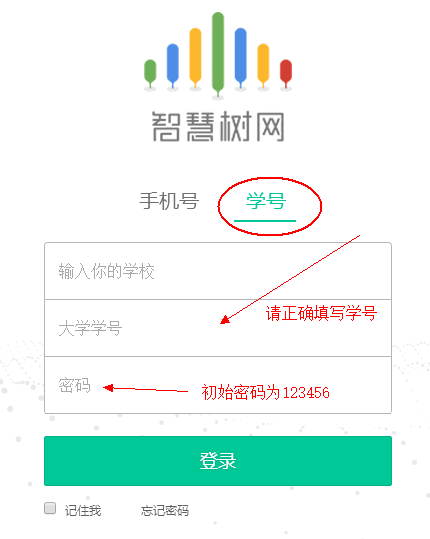 智慧树网
手机号 学号
输入你的学校
请正确填写学号
大学学号
密码
初始密码为123456
登录
记住我 忘记密码